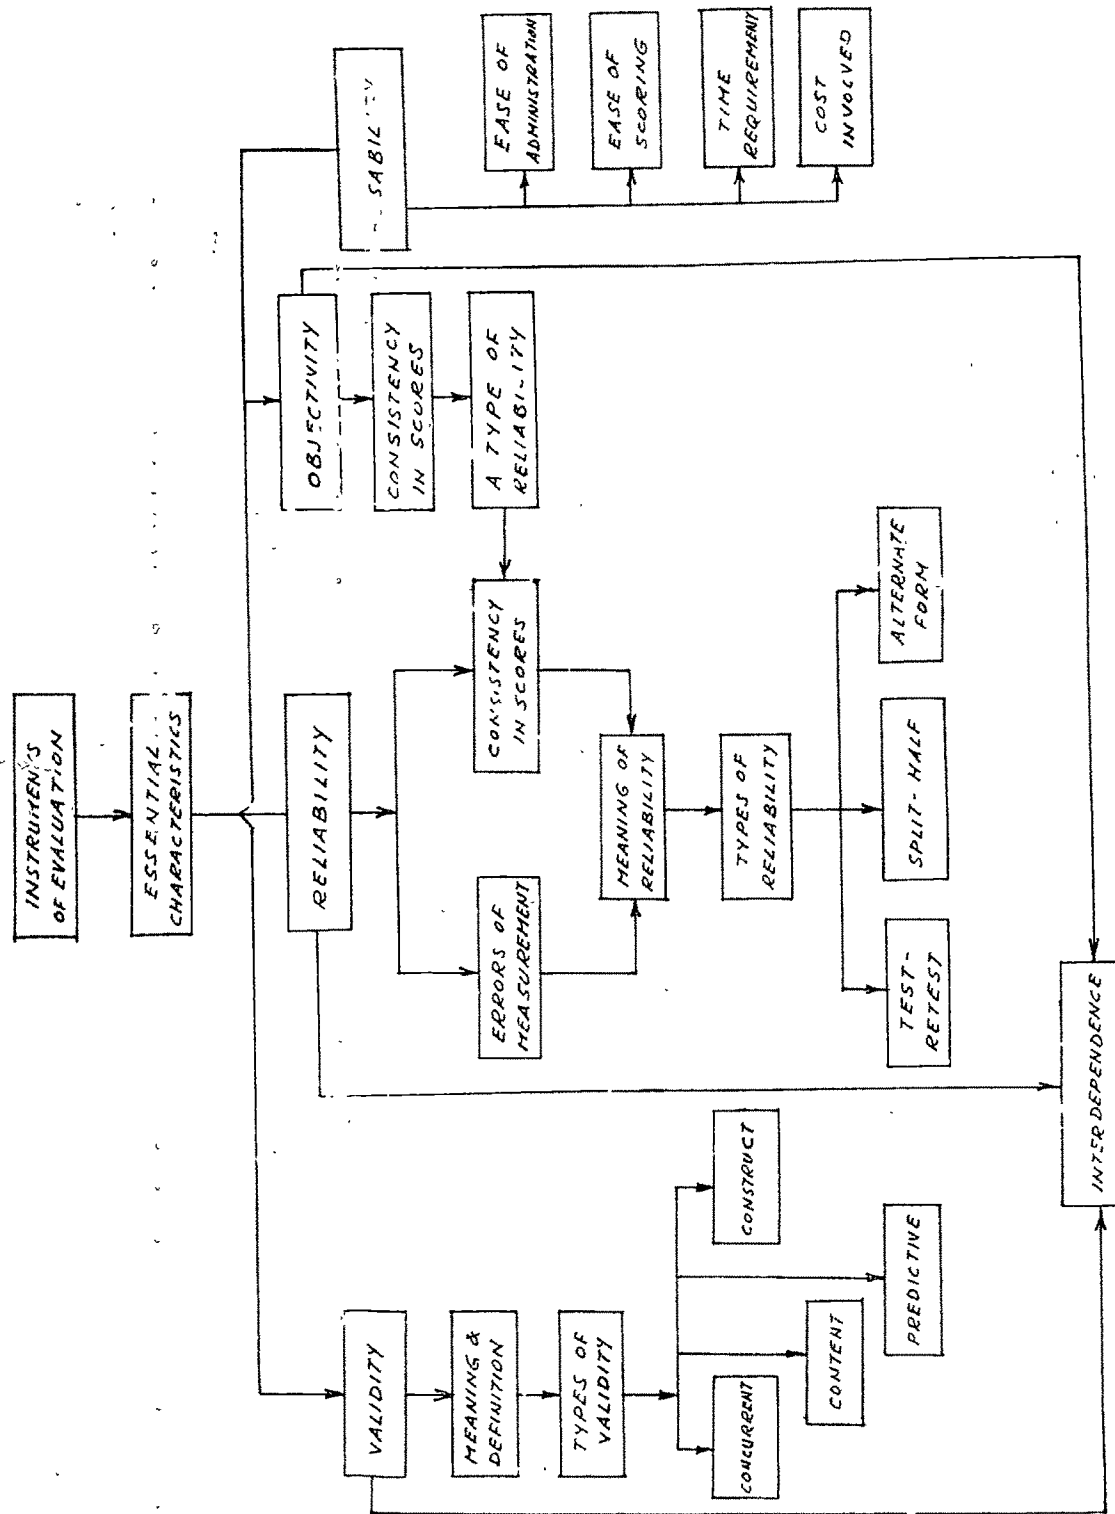 INSTRUMENTS
OF EVALUATION
ESSENTIAL
CHARACTERISTICS
VALIDITY
RELIABILITY
OBJECTIVITY
MEANING &
DEFINITION
TYPES OF
VALIDITY
CONCURRENT
CONTENT
PREDICTIVE
CONSTRUCT
ERRORS OF
MEASUREMENT
CONSISTENCY
IN SCORES
MEANING OF
RELIABILITY
TYPES OF
RELIABILITY
TEST-
RETEST
SPLIT-HALF
ALTERNATE
FORM
CONSISTENCY
IN SCORES
A TYPE OF
RELIABILITY
EASE OF
ADMINISTRATION
EASE OF
SCORING
TIME
REQUIREMENT
COST
INVOLVED
INTERDEPENDENCE